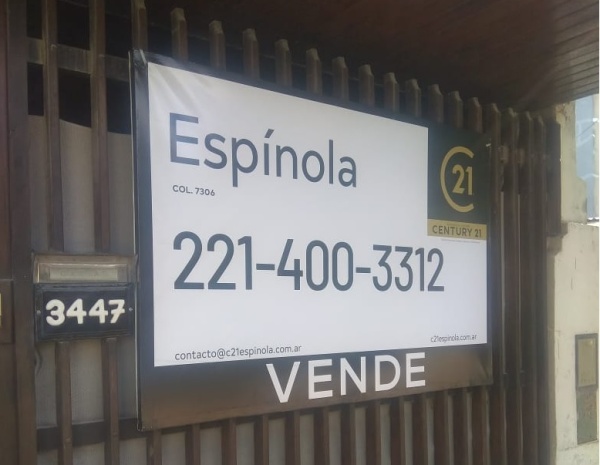 Espínola
COL. 7306
21
CENTURY 21
221-400-3312
3447
contacto@c21espinola.com.ar
c21espinola.com.ar
VENDE